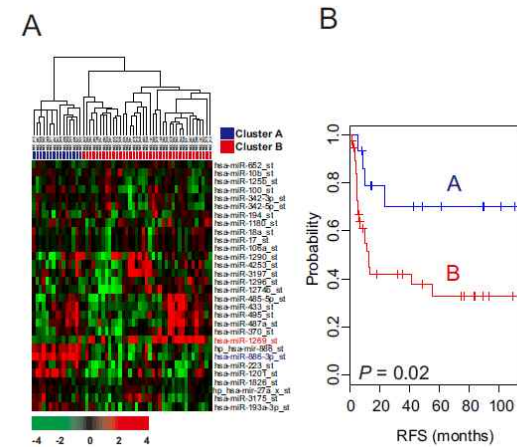 A
B
Cluster A
Cluster B
hsa-miR-652_st
hsa-miR-10b_st
hsa-miR-125b_st
hsa-miR-100_st
hsa-miR-342-3p_st
hsa-miR-342-5p_st
hsa-miR-194_st
hsa-miR-1180_st
hsa-miR-18a_st
hsa-miR-17_st
hsa-miR-106a_st
hsa-miR-1290_st
hsa-miR-4253_st
hsa-miR-3197_st
hsa-miR-1296_st
hsa-miR-1274b_st
hsa-miR-485-5p_st
hsa-miR-433_st
hsa-miR-495_st
hsa-miR-487a_st
hsa-miR-370_st
hsa-miR-1269_st
hp_hsa-mir-886_st
hsa-miR-886-3p_st
hsa-miR-223_st
hsa-miR-1201_st
hsa-miR-1826_st
hp_hsa-mir-27a_x_st
hsa-miR-3175_st
hsa-miR-193a-3p_st
-4 -2 0 2 4
Probability
1.0
0.8
0.6
0.4
0.2
0.0
A
B
P = 0.02
0 20 40 60 80 100
RFS (months)